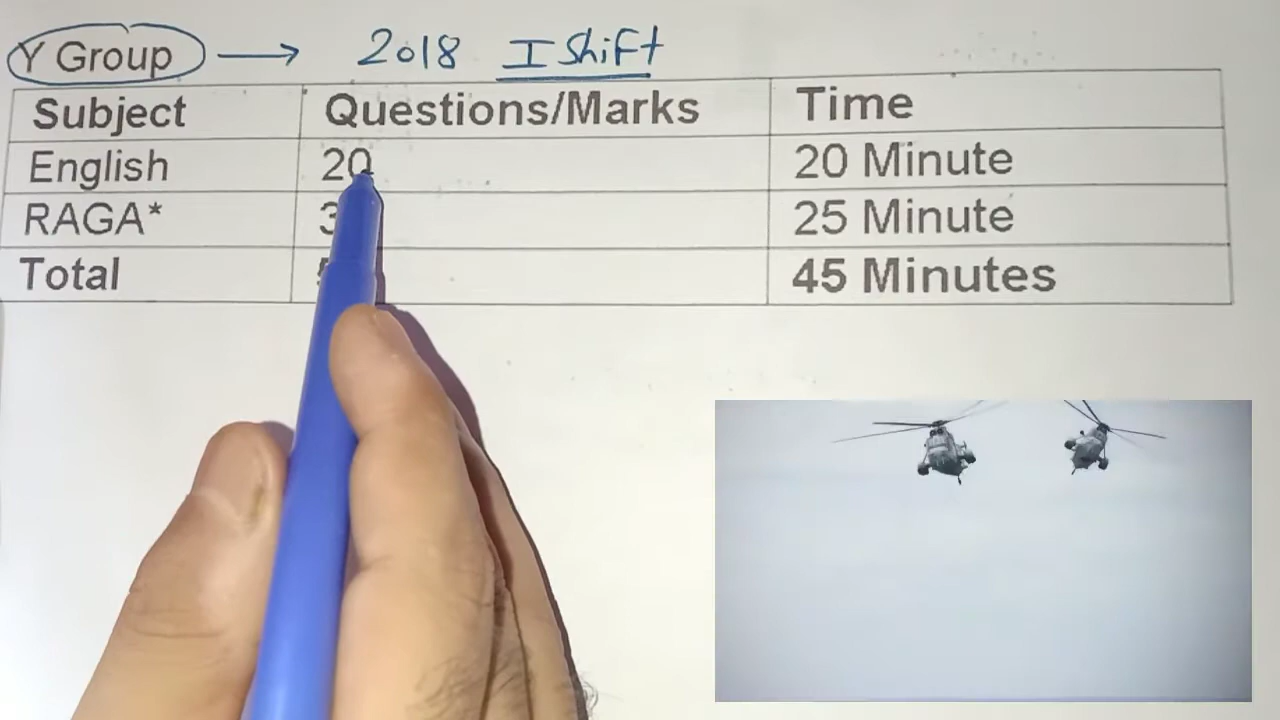 Y Group → 2018 I Shift
Subject Questions/Marks Time
English 20 20 Minute
RAGA* 25 Minute
Total 45 Minutes